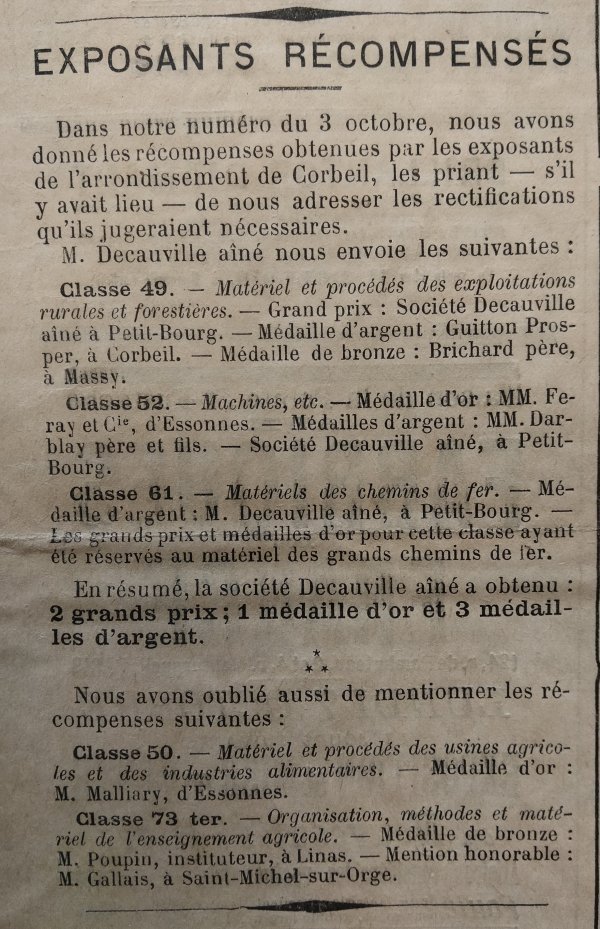 EXPOSANTS RÉCOMPENSÉS
Dans notre numéro du 3 octobre, nous avons
donné les récompenses obtenues par les exposants
de l'arrondissement de Corbeil, les priant — s'il
y avait lieu — de nous adresser les rectifications
qu'ils jugeraient nécessaires.
M. Decauville aîné nous envoie les suivantes :
Classe 49. — Matériel et procédés des exploitations
rurales et forestières. — Grand prix : Société Decauville
aîné à Petit-Bourg. — Médaille d'argent : Guitton Pros-
per, à Corbeil. — Médaille de bronze : Brichard père,
à Massy.
Classe 52. — Machines, etc. — Médaille d'or : MM. Fe-
ray et Cie, d'Essonnes. — Médailles d'argent : MM. Dar-
blay père et fils. — Société Decauville aîné, à Petit-
Bourg.
Classe 61. — Matériels des chemins de fer. — Mé-
daille d'argent : M. Decauville aîné, à Petit-Bourg. —
Les grands prix et médailles d'or pour cette classe ayant
été réservés au matériel des grands chemins de fer.
En résumé, la société Decauville aîné a obtenu :
2 grands prix ; 1 médaille d'or et 3 médail-
les d'argent.
Nous avons oublié aussi de mentionner les ré-
compenses suivantes :
Classe 50. — Matériel et procédés des usines agrico-
les et des industries alimentaires. — Médaille d'or :
M. Malliary, d'Essonnes.
Classe 73 ter. — Organisation, méthodes et maté-
riel de l'enseignement agricole. — Médaille de bronze :
M. Poupin, instituteur, à Linas. — Mention honorable :
M. Gallais, à Saint-Michel-sur-Orge.